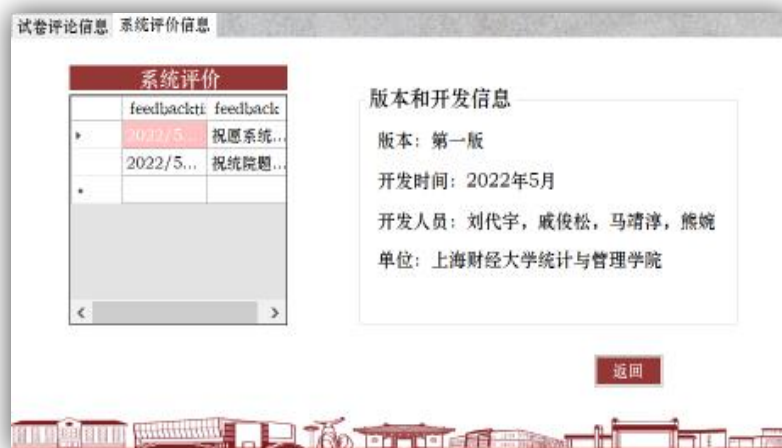 试卷评论信息 系统评价信息
系统评价
feedbackti feedback
2022/5... 祝愿系统...
2022/5... 祝统院题...
版本和开发信息
版本：第一版
开发时间：2022年5月
开发人员：刘代宇，戚俊松，马靖淳，熊婉
单位：上海财经大学统计与管理学院
返回